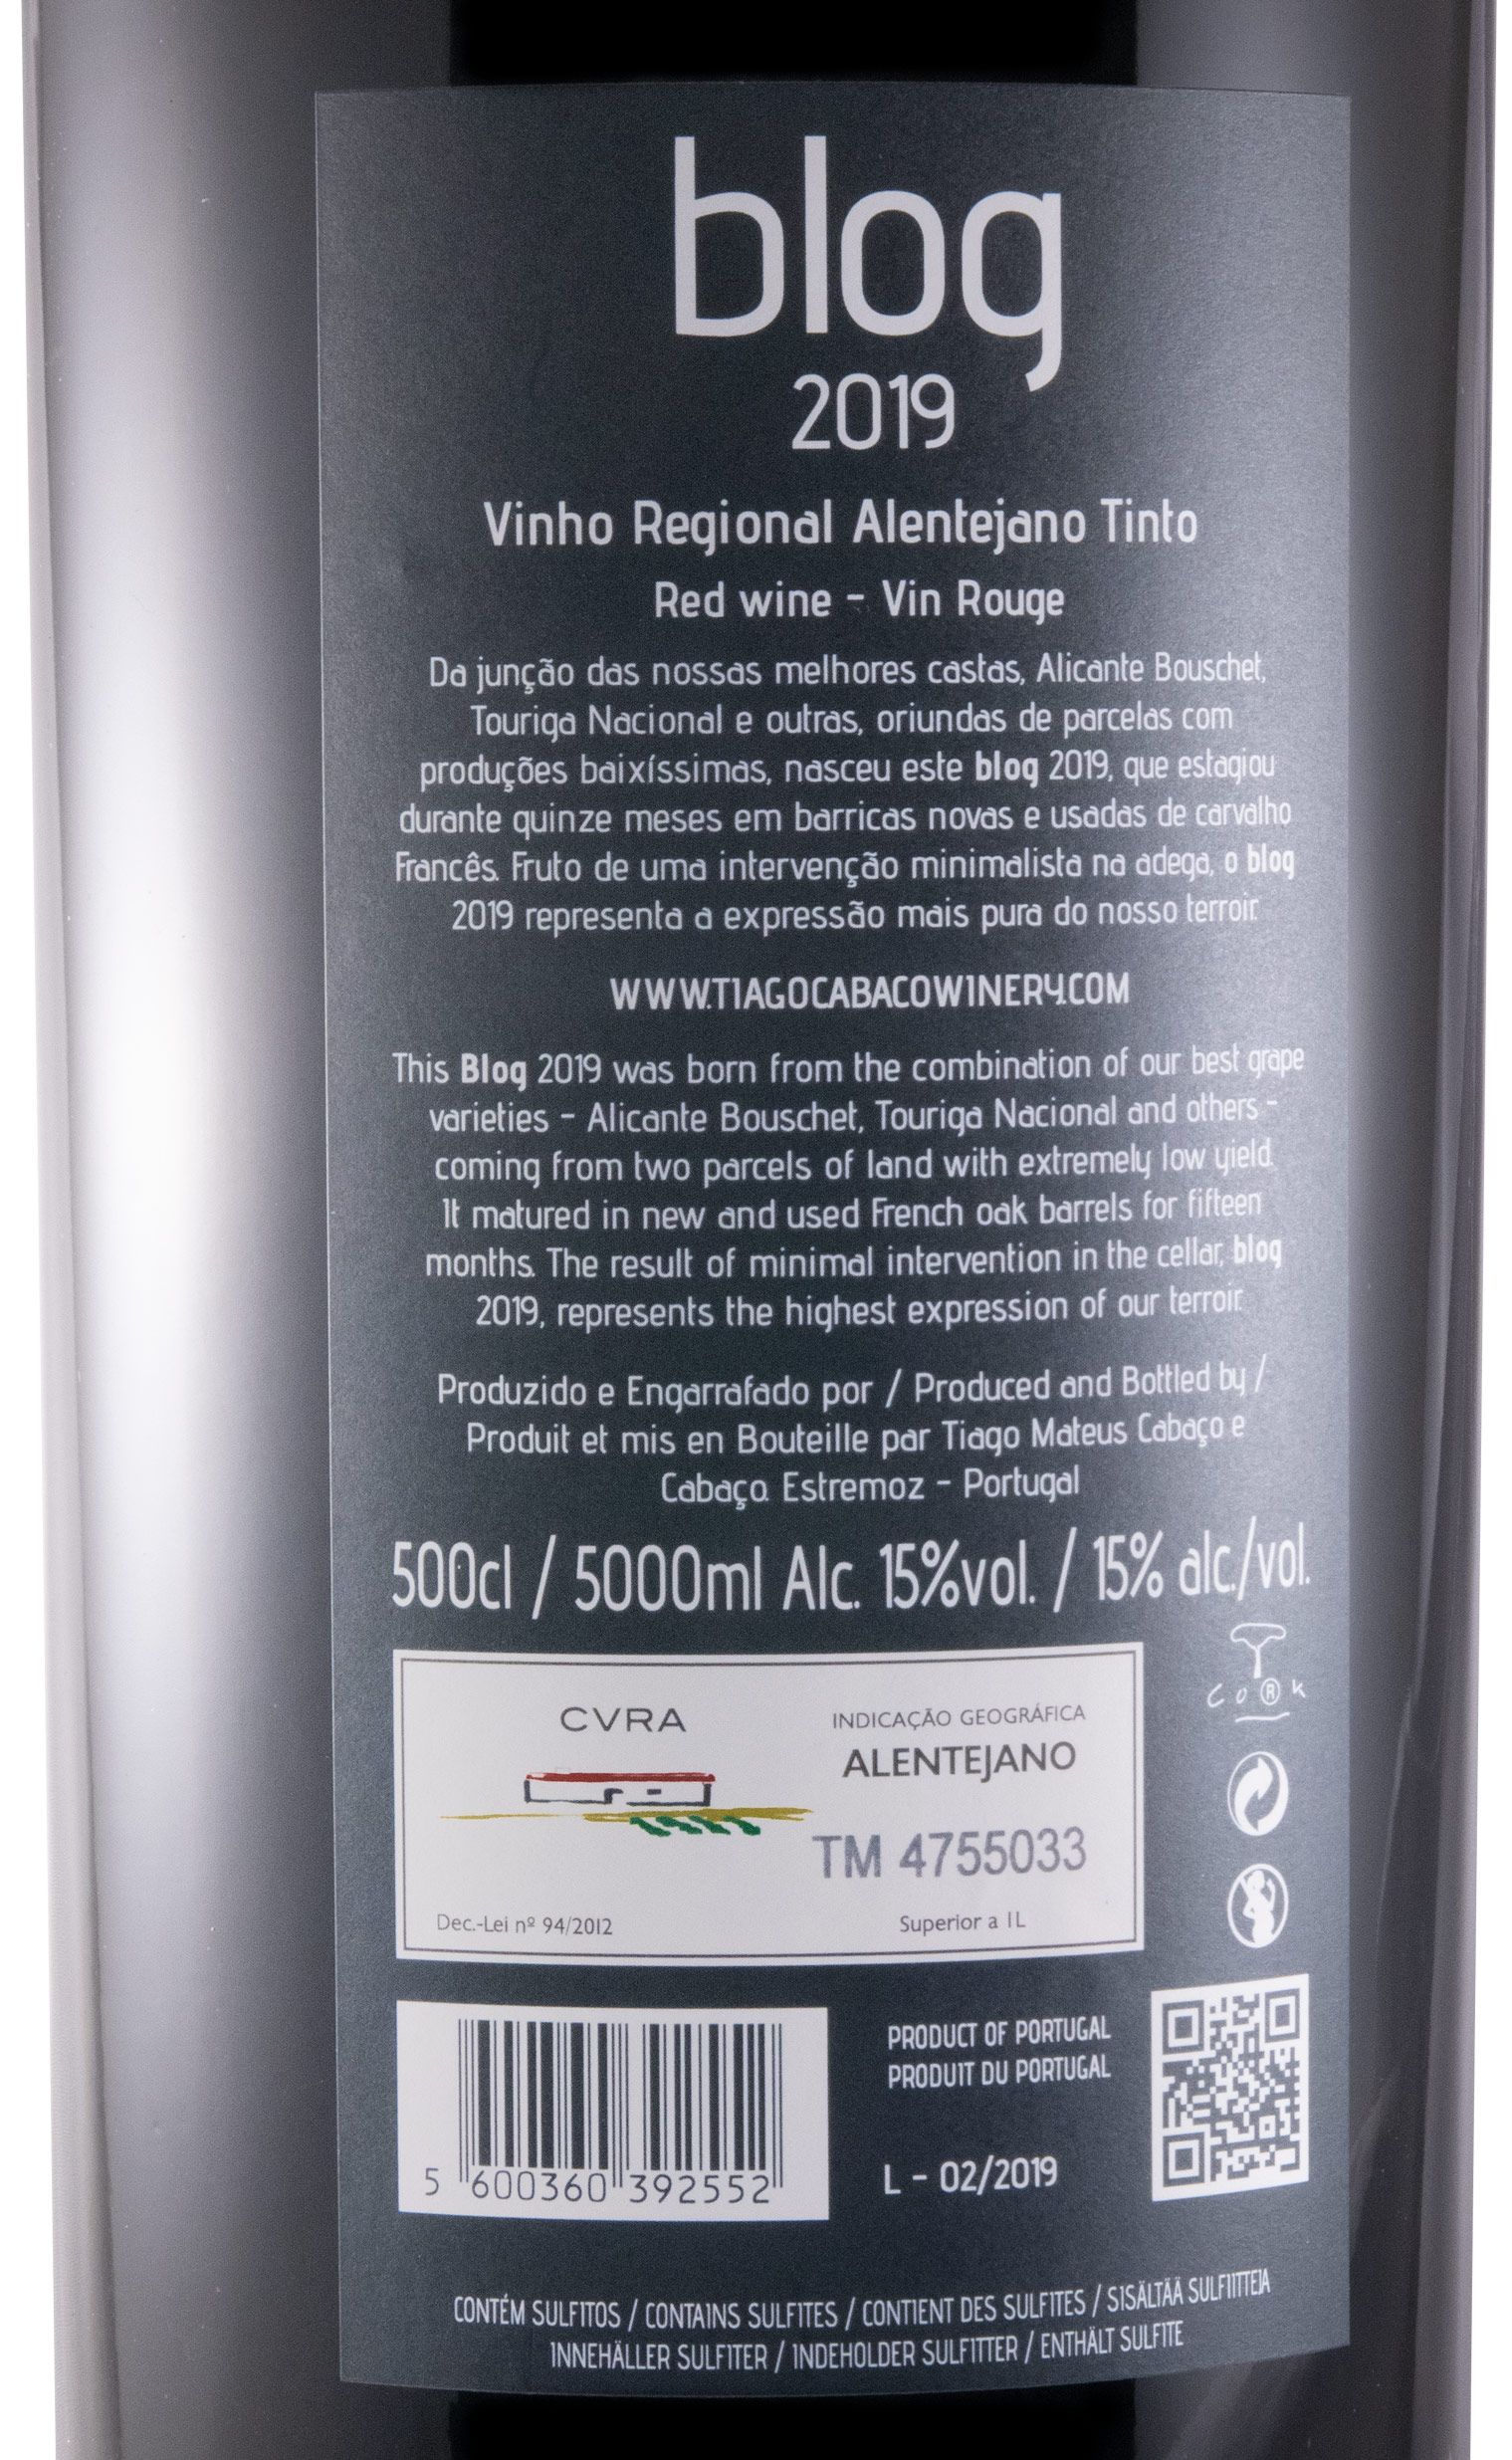 blog
2019
Vinho Regional Alentejano Tinto
Red wine - Vin Rouge
Da junção das nossas melhores castas, Alicante Bouschet,
Touriga Nacional e outras, oriundas de parcelas com
produções baixíssimas, nasceu este blog 2019, que estagiou
durante quinze meses em barricas novas e usadas de carvalho
Francês. Fruto de uma intervenção minimalista na adega, o blog
2019 representa a expressão mais pura do nosso terroir.
WWW.TIAGOCABACOWINERY.COM
This Blog 2019 was born from the combination of our best grape
varieties - Alicante Bouschet, Touriga Nacional and others -
coming from two parcels of land with extremely low yield.
It matured in new and used French oak barrels for fifteen
months. The result of minimal intervention in the cellar, blog
2019, represents the highest expression of our terroir.
Produzido e Engarrafado por / Produced and Bottled by /
Produit et mis en Bouteille par Tiago Mateus Cabaço e
Cabaço. Estremoz - Portugal
500cl / 5000ml Alc. 15%vol. / 15% alc./vol.
CORK
CVRA
INDICAÇÃO GEOGRÁFICA
ALENTEJANO
TM 4755033
Dec.-Lei nº 94/2012
Superior a 1L
PRODUCT OF PORTUGAL
PRODUIT DU PORTUGAL
L - 02/2019
5 600360 392552
CONTÉM SULFITOS / CONTAINS SULFITES / CONTIENT DES SULFITES / SISÄLTÄÄ SULFIITTEJA
INNEHÄLLER SULFITER / INDEHOLDER SULFITTER / ENTHÄLT SULFITE